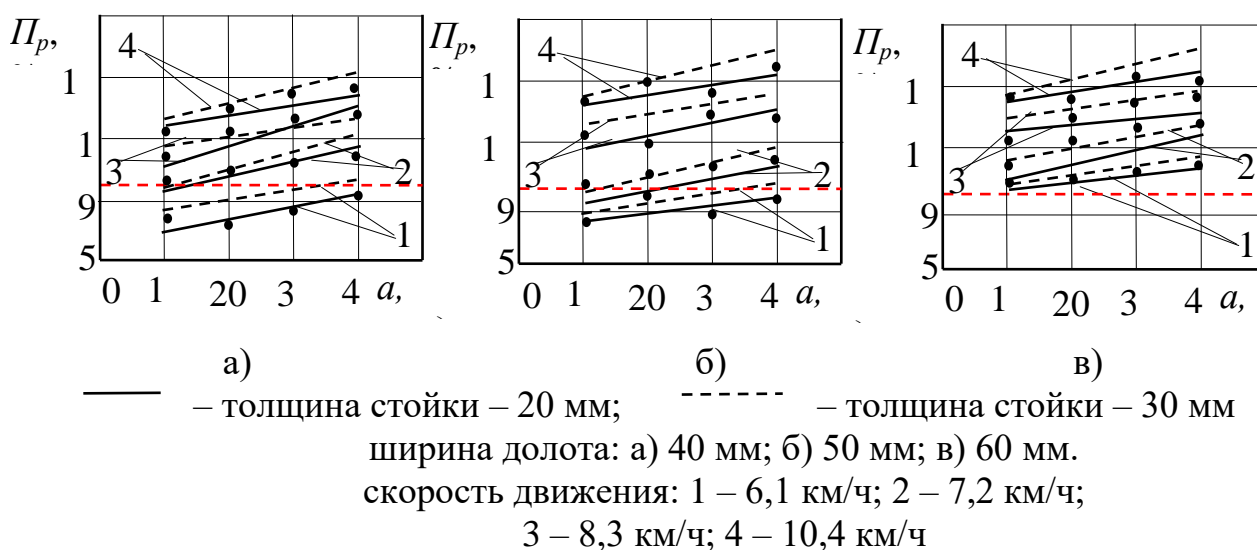 Пр, Пр, Пр,
4 4 4
1 1 1
1 1 1
3 2 3 2 3 2
9 1 9 1 9 1
5 5 5
0 1 20 3 4 а, 0 1 20 3 4 а, 0 1 20 3 4 а,
а) б) в)
– толщина стойки – 20 мм; – толщина стойки – 30 мм
ширина долота: а) 40 мм; б) 50 мм; в) 60 мм.
скорость движения: 1 – 6,1 км/ч; 2 – 7,2 км/ч;
3 – 8,3 км/ч; 4 – 10,4 км/ч